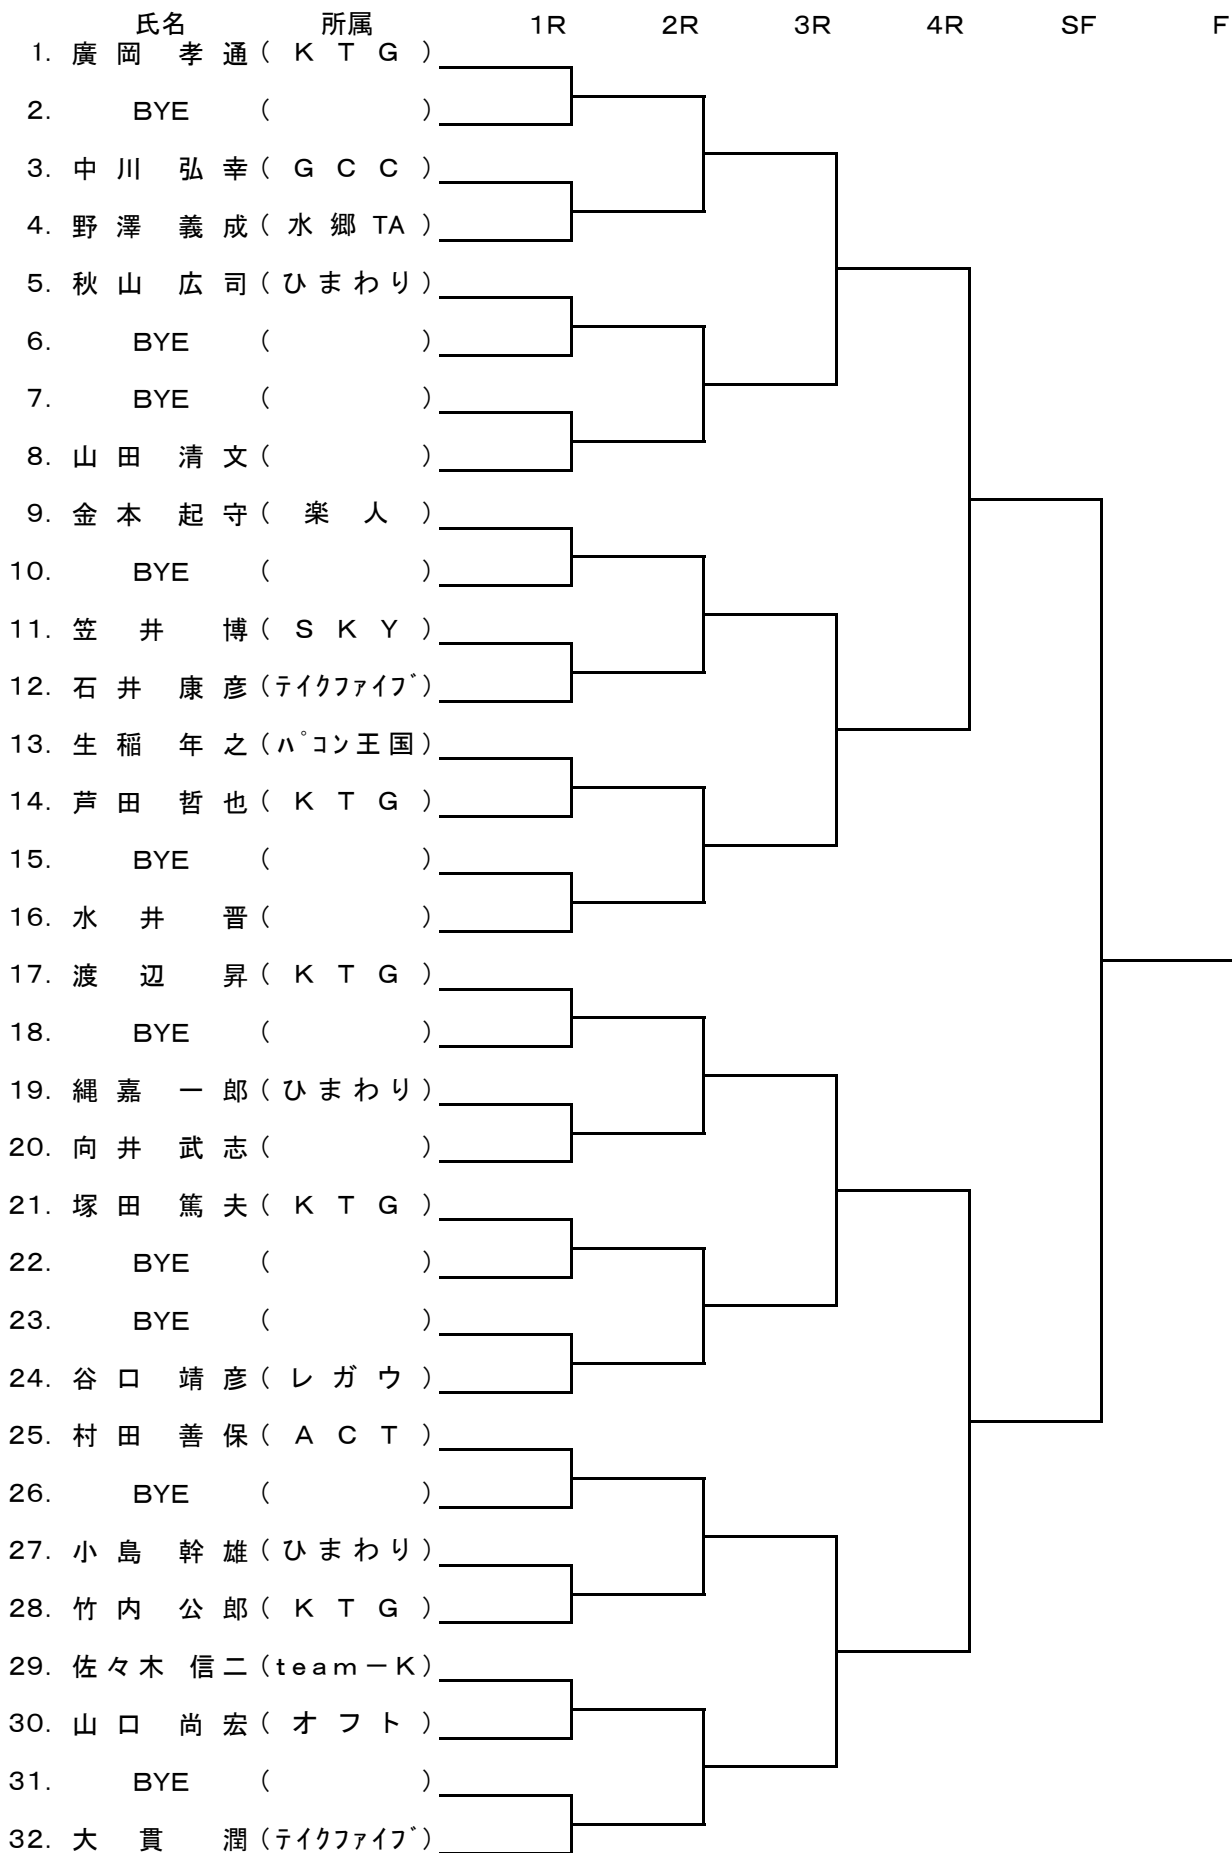 氏名 所属 1R 2R 3R 4R SF F
1. 廣岡 孝通 ( KTG )
2. BYE ( )
3. 中川 弘幸 ( GCC )
4. 野澤 義成 ( 水郷TA )
5. 秋山 広司 ( ひまわり )
6. BYE ( )
7. BYE ( )
8. 山田 清文 ( )
9. 金本 起守 ( 楽人 )
10. BYE ( )
11. 笠井 博 ( SKY )
12. 石井 康彦 ( ﾃｲｸﾌｧｲﾌﾞ )
13. 生稲 年之 ( ﾊﾟｺﾝ王国 )
14. 芦田 哲也 ( KTG )
15. BYE ( )
16. 水井 晋 ( )
17. 渡辺 昇 ( KTG )
18. BYE ( )
19. 縄嘉 一郎 ( ひまわり )
20. 向井 武志 ( )
21. 塚田 篤夫 ( KTG )
22. BYE ( )
23. BYE ( )
24. 谷口 靖彦 ( レガウ )
25. 村田 善保 ( ACT )
26. BYE ( )
27. 小島 幹雄 ( ひまわり )
28. 竹内 公郎 ( KTG )
29. 佐々木 信二 ( team－K )
30. 山口 尚宏 ( オフト )
31. BYE ( )
32. 大貫 潤 ( ﾃｲｸﾌｧｲﾌﾞ )